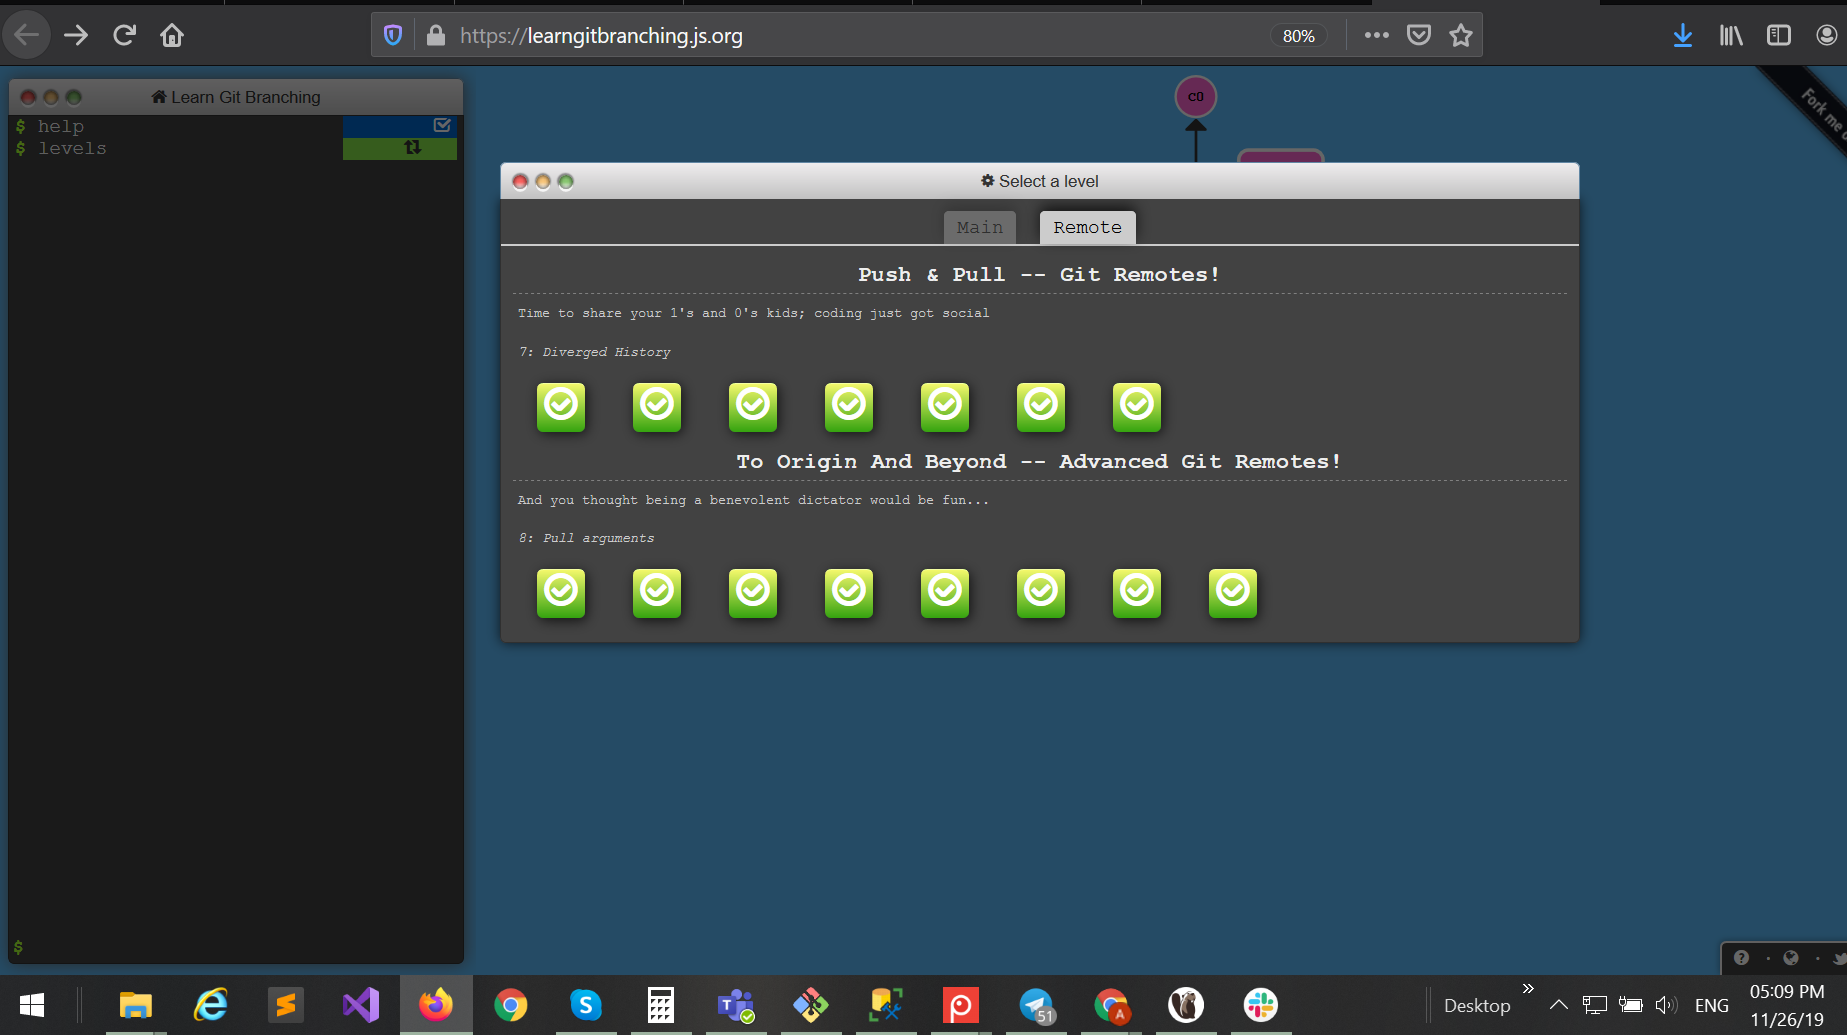 https://learngitbranching.js.org
80%
Learn Git Branching
$ help
$ levels
$
C0
Fork me
Select a level
Main
Remote
Push & Pull -- Git Remotes!
Time to share your 1's and 0's kids; coding just got social
7: Diverged History
To Origin And Beyond -- Advanced Git Remotes!
And you thought being a benevolent dictator would be fun...
8: Pull arguments
S
T
51
A
Desktop
»
ENG
05:09 PM
11/26/19